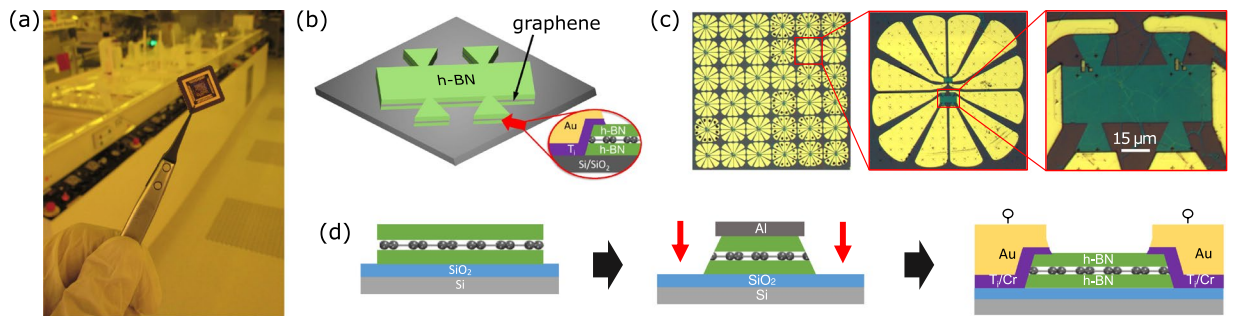 (a)
(b)
graphene
h-BN
Au
h-BN
Ti
h-BN
Si/SiO₂
(c)
15 µm
(d)
SiO₂
Si
Al
SiO₂
Si
Au
Au
h-BN
Ti/Cr
h-BN
Ti/Cr